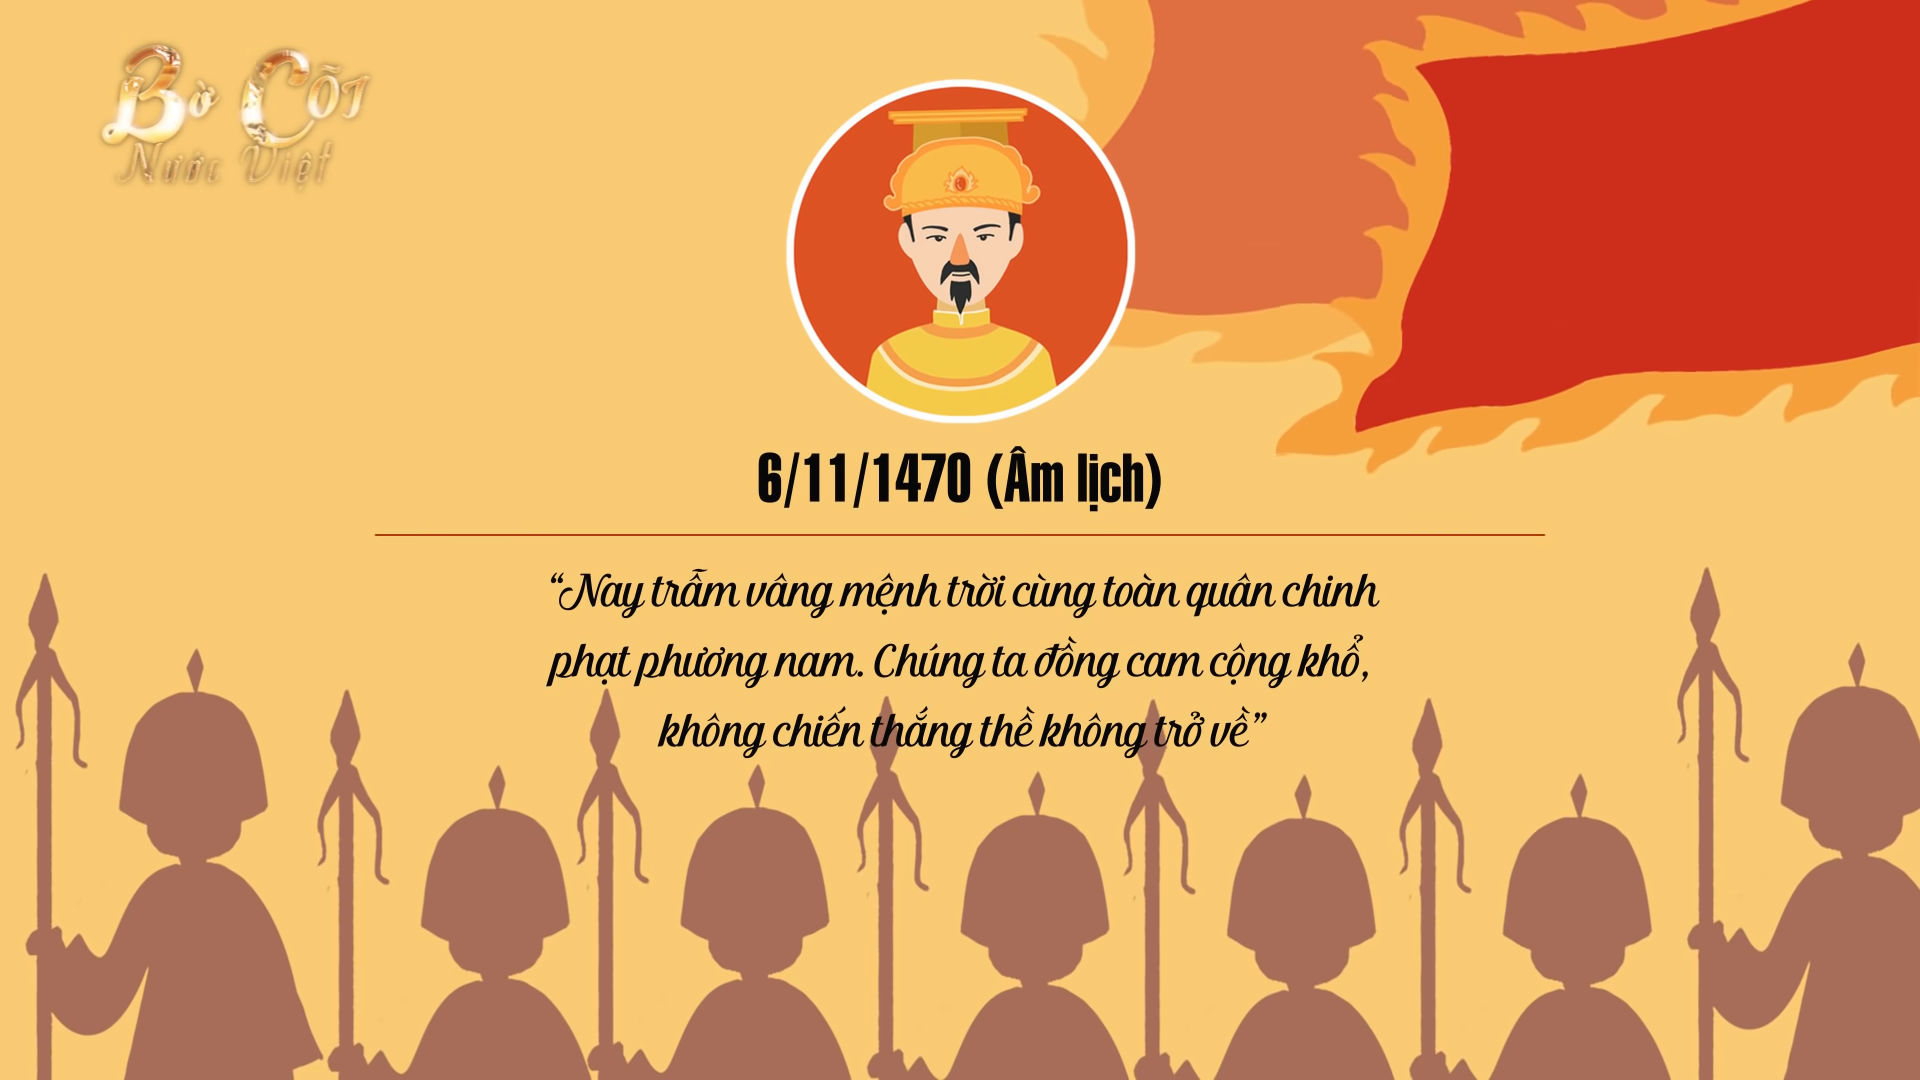 Bờ Cõi
Nước Việt
6/11/1470 (Âm lịch)
“Nay trẫm vâng mệnh trời cùng toàn quân chinh
phạt phương nam. Chúng ta đồng cam cộng khổ,
không chiến thắng thề không trở về”